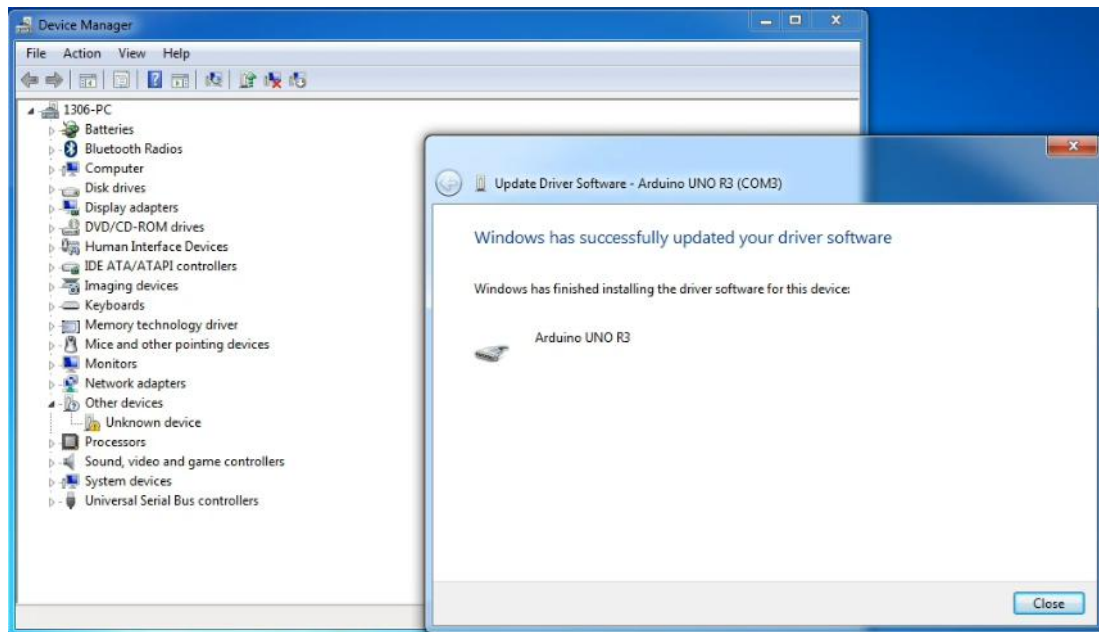 Device Manager
File Action View Help
1306-PC
Batteries
Bluetooth Radios
Computer
Disk drives
Display adapters
DVD/CD-ROM drives
Human Interface Devices
IDE ATA/ATAPI controllers
Imaging devices
Keyboards
Memory technology driver
Mice and other pointing devices
Monitors
Network adapters
Other devices
Unknown device
Processors
Sound, video and game controllers
System devices
Universal Serial Bus controllers
Update Driver Software - Arduino UNO R3 (COM3)
Windows has successfully updated your driver software
Windows has finished installing the driver software for this device:
Arduino UNO R3
Close